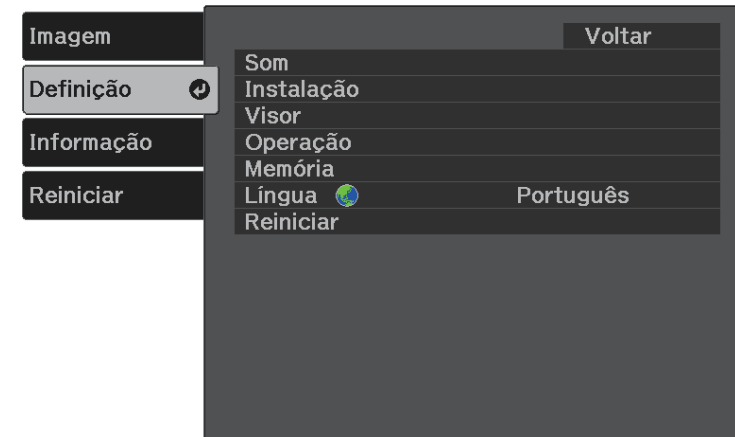 Imagem
Definição
Informação
Reiniciar
Voltar
Som
Instalação
Visor
Operação
Memória
Língua Português
Reiniciar